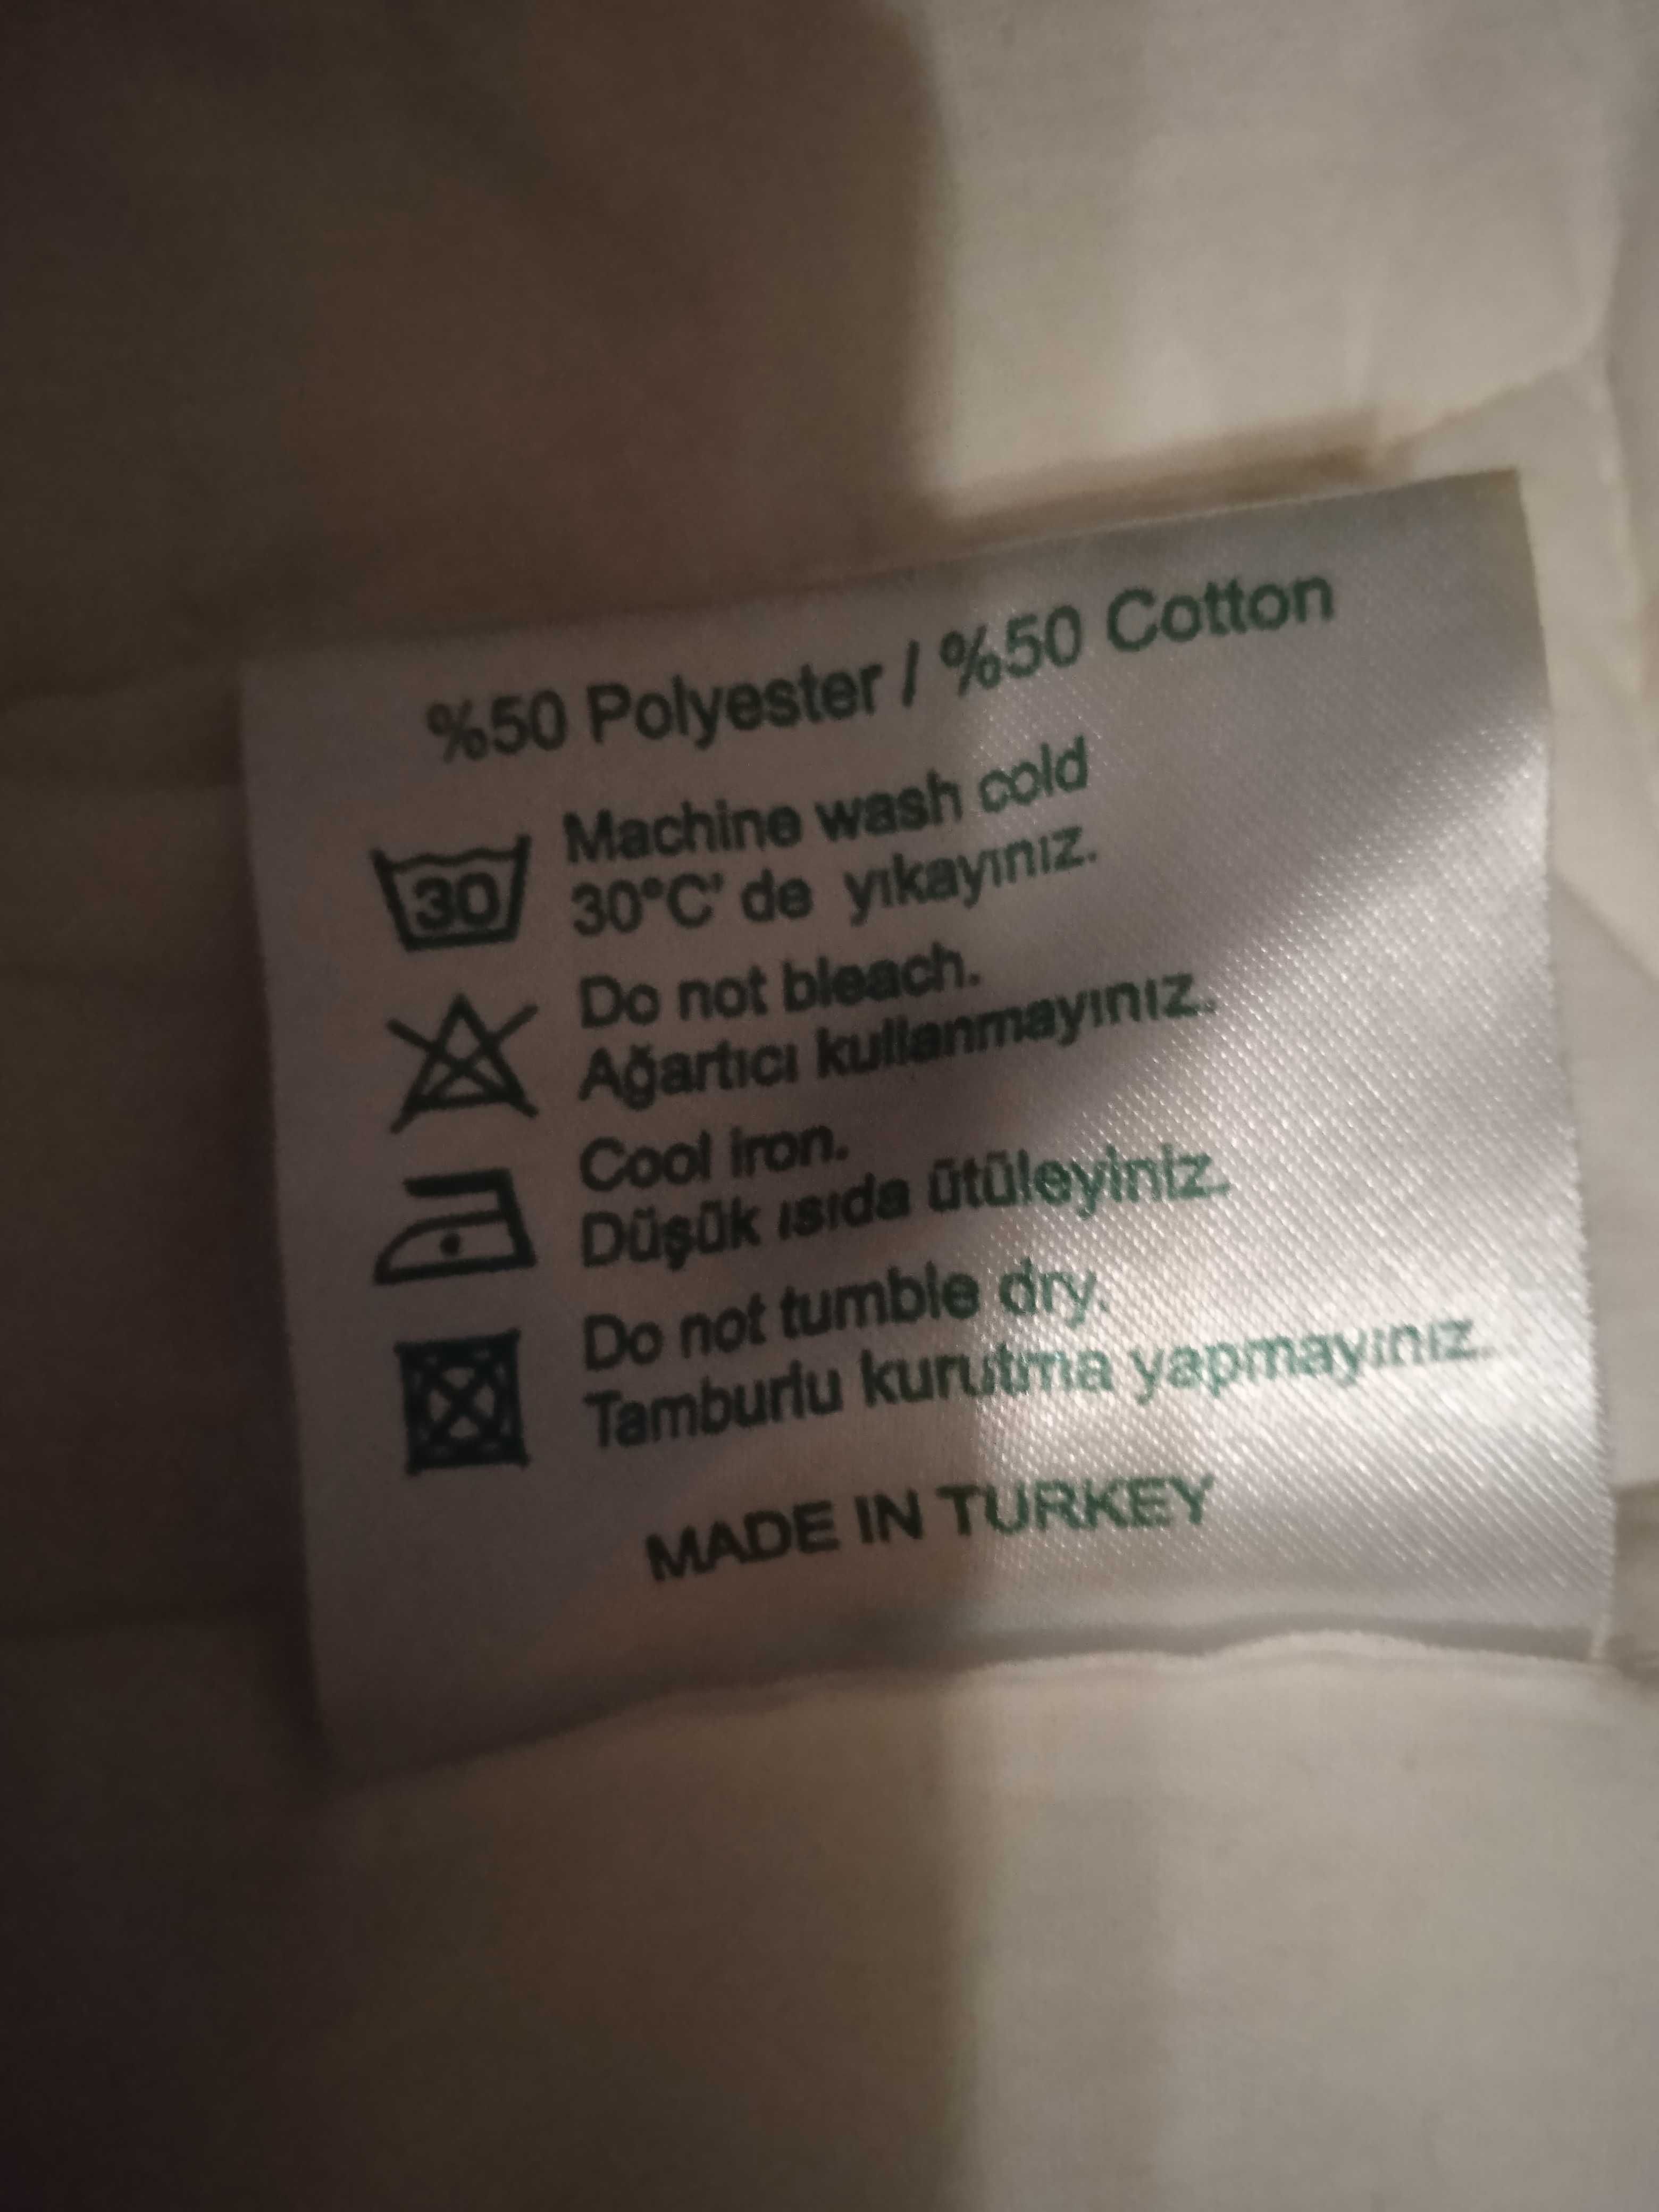 %50 Polyester / %50 Cotton
30 Machine wash cold
30°C' de yıkayınız.
Do not bleach.
Ağartıcı kullanmayınız.
Cool iron.
Düşük ısıda ütüleyiniz.
Do not tumble dry.
Tamburlu kurutma yapmayınız.
MADE IN TURKEY